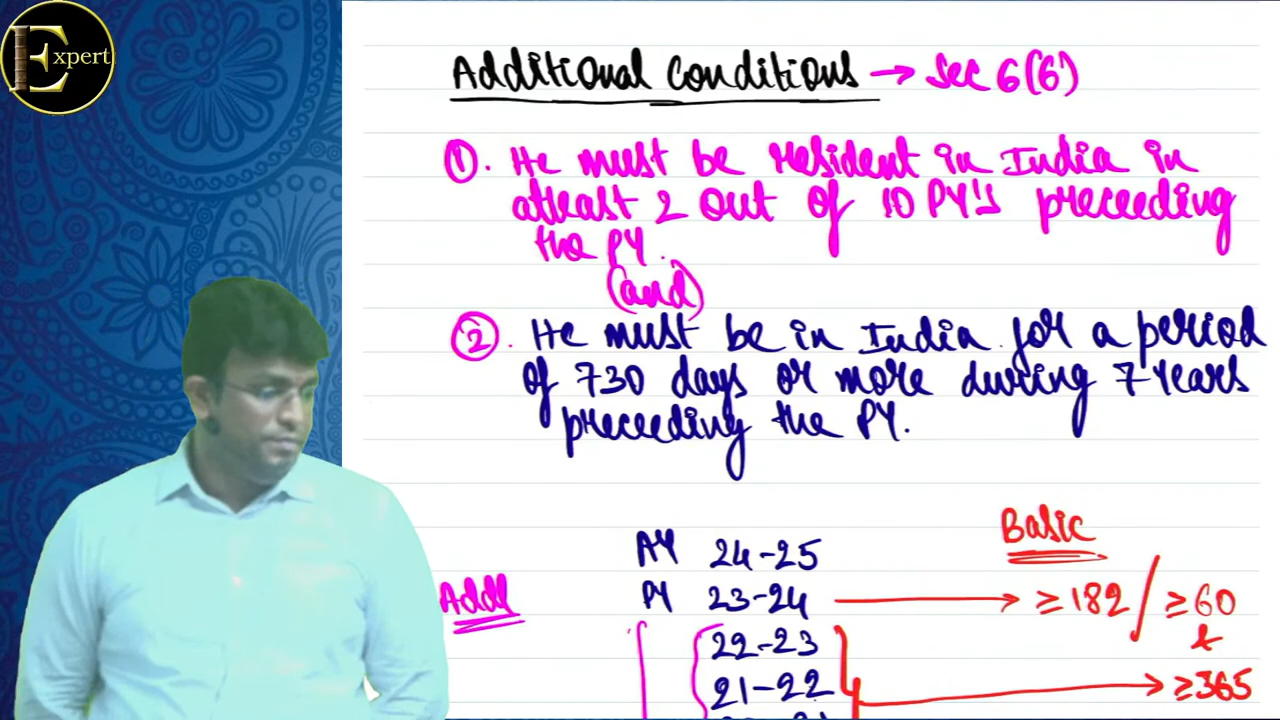 Expert
Additional Conditions → Sec 6(6)
①. He must be resident in India in
atleast 2 out of 10 PY's preceeding
the PY.
(and)
②. He must be in India for a period
of 730 days or more during 7 years
preceeding the PY.
Basic
AY 24-25
Addl PY 23-24 → ≥182 / ≥60
&
22-23
21-22 → ≥365